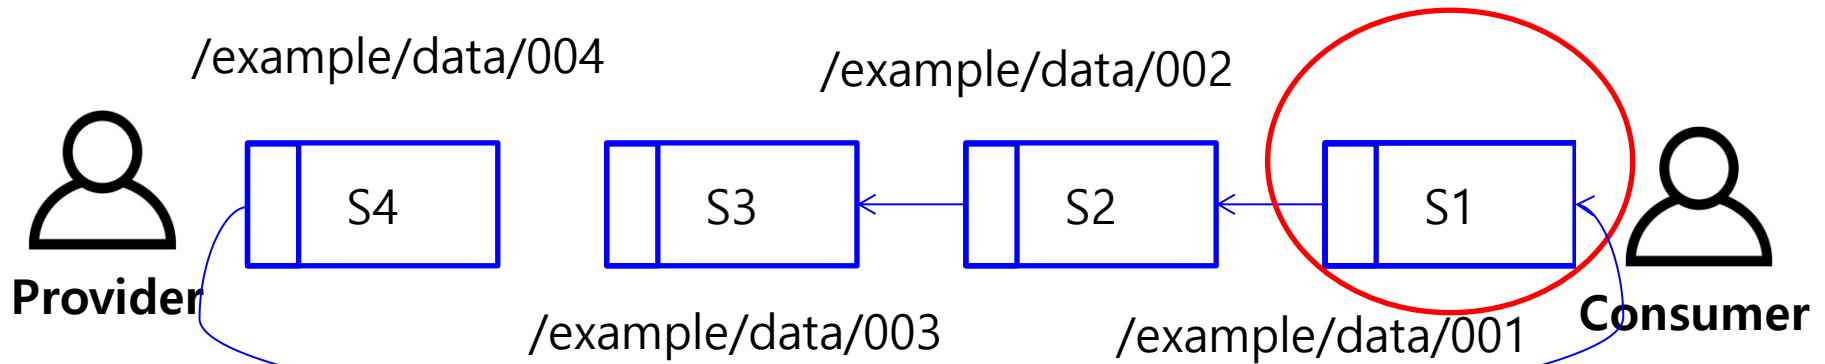 /example/data/004
/example/data/002
S4
S3
S2
S1
Provider
Consumer
/example/data/003
/example/data/001